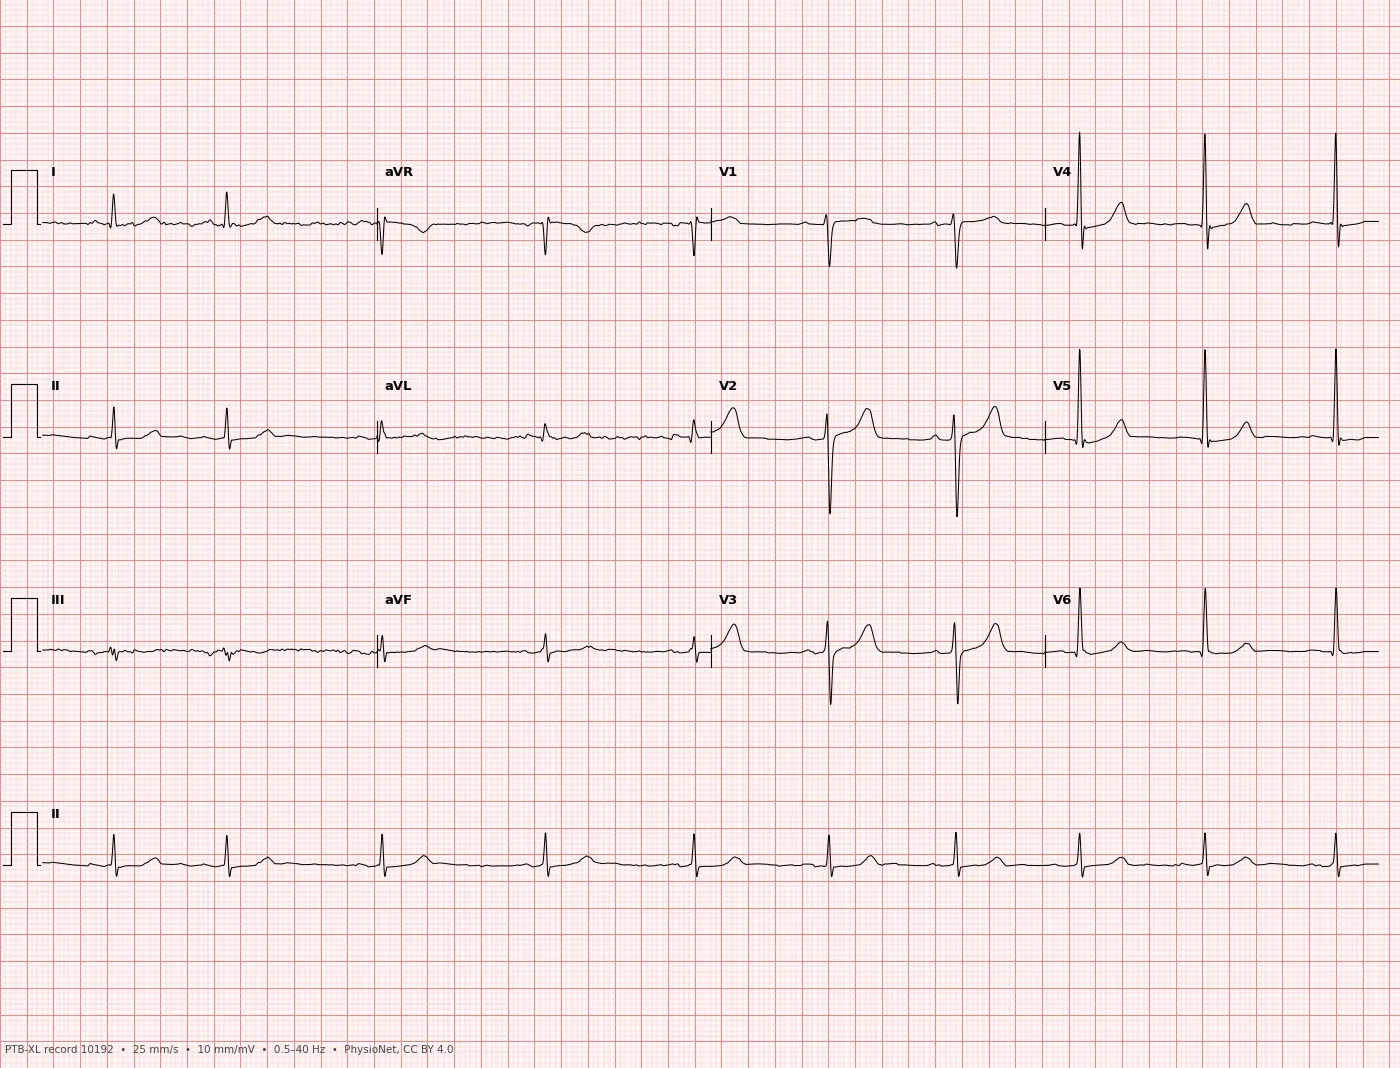 I aVR V1 V4
II aVL V2 V5
III aVF V3 V6
II
PTB-XL record 10192 • 25 mm/s • 10 mm/mV • 0.5–40 Hz • PhysioNet, CC BY 4.0